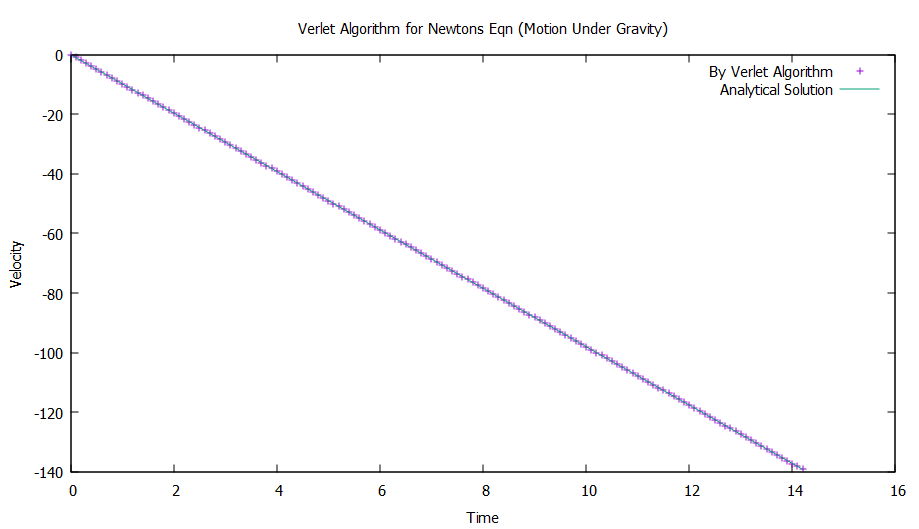 Verlet Algorithm for Newtons Eqn (Motion Under Gravity)
By Verlet Algorithm
Analytical Solution
0
-20
-40
-60
-80
-100
-120
-140
Velocity
0 2 4 6 8 10 12 14 16
Time